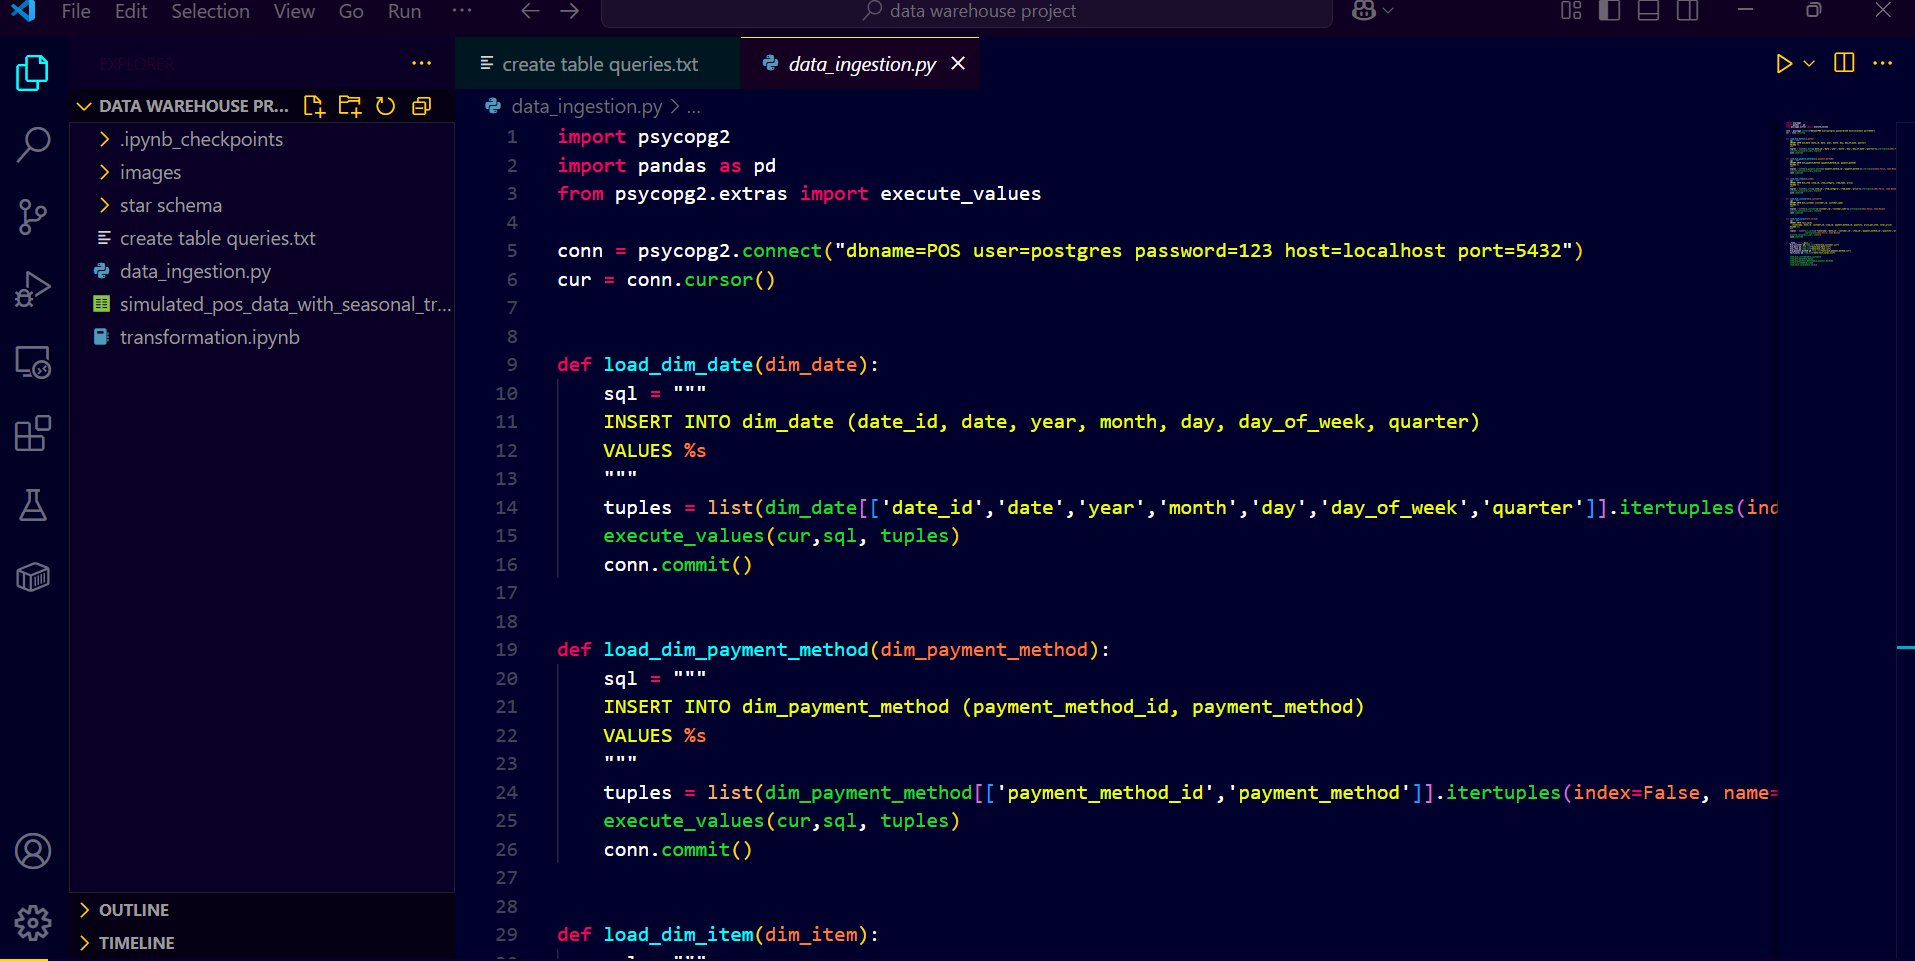 File Edit Selection View Go Run ··· data warehouse project
EXPLORER
create table queries.txt
data_ingestion.py
DATA WAREHOUSE PR...
data_ingestion.py > ...
.ipynb_checkpoints
images
star schema
create table queries.txt
data_ingestion.py
simulated_pos_data_with_seasonal_tr...
transformation.ipynb
OUTLINE
TIMELINE
1 import psycopg2
2 import pandas as pd
3 from psycopg2.extras import execute_values
4
5 conn = psycopg2.connect("dbname=POS user=postgres password=123 host=localhost port=5432")
6 cur = conn.cursor()
7
8
9 def load_dim_date(dim_date):
10 sql = """
11 INSERT INTO dim_date (date_id, date, year, month, day, day_of_week, quarter)
12 VALUES %s
13 """
14 tuples = list(dim_date[['date_id','date','year','month','day','day_of_week','quarter']].itertuples(ind
15 execute_values(cur,sql, tuples)
16 conn.commit()
17
18
19 def load_dim_payment_method(dim_payment_method):
20 sql = """
21 INSERT INTO dim_payment_method (payment_method_id, payment_method)
22 VALUES %s
23 """
24 tuples = list(dim_payment_method[['payment_method_id','payment_method']].itertuples(index=False, name=
25 execute_values(cur,sql, tuples)
26 conn.commit()
27
28
29 def load_dim_item(dim_item):